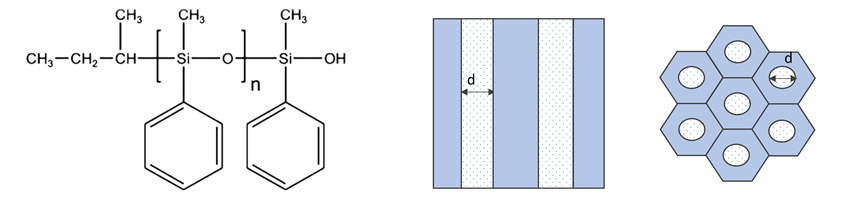 CH₃ CH₃ CH₃
CH₃–CH₂–CH Si O Si OH
n
d
d